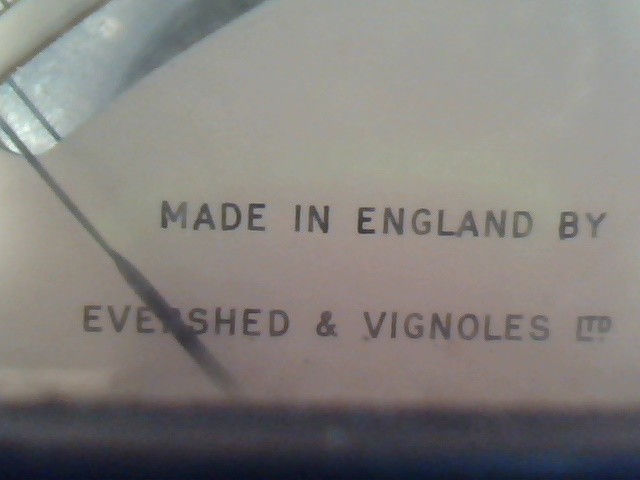 MADE IN ENGLAND BY
EVERSHED & VIGNOLES LTD